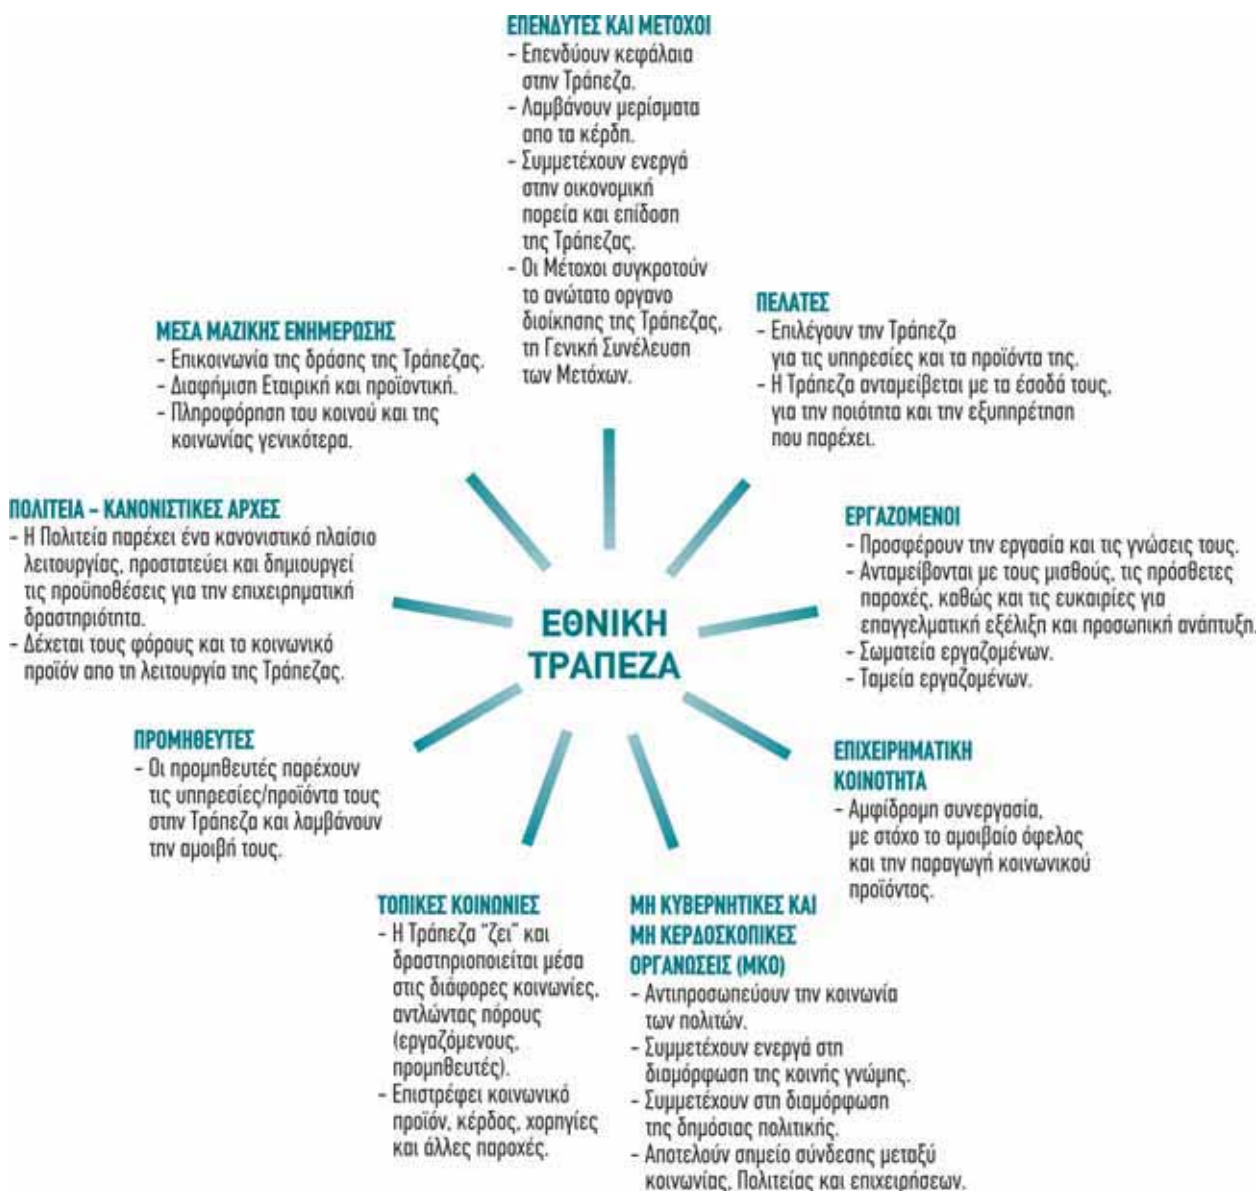 ΕΠΕΝΔΥΤΕΣ ΚΑΙ ΜΕΤΟΧΟΙ
- Επενδύουν κεφάλαια
στην Τράπεζα.
- Λαμβάνουν μερίσματα
απο τα κέρδη.
- Συμμετέχουν ενεργά
στην οικονομική
πορεία και επίδοση
της Τράπεζας.
- Οι Μέτοχοι συγκροτούν
το ανώτατο οργανο
διοίκησης της Τράπεζας,
τη Γενική Συνέλευση
των Μετόχων.
ΠΕΛΑΤΕΣ
- Επιλέγουν την Τράπεζα
για τις υπηρεσίες και τα προϊόντα της.
- Η Τράπεζα ανταμείβεται με τα έσοδά τους,
για την ποιότητα και την εξυπηρέτηση
που παρέχει.
ΕΡΓΑΖΟΜΕΝΟΙ
- Προσφέρουν την εργασία και τις γνώσεις τους.
- Ανταμείβονται με τους μισθούς, τις πρόσθετες
παροχές, καθώς και τις ευκαιρίες για
επαγγελματική εξέλιξη και προσωπική ανάπτυξη.
- Σωματεία εργαζομένων.
- Ταμεία εργαζομένων.
ΕΠΙΧΕΙΡΗΜΑΤΙΚΗ
ΚΟΙΝΟΤΗΤΑ
- Αμφίδρομη συνεργασία,
με στόχο το αμοιβαίο όφελος
και την παραγωγή κοινωνικού
προϊόντος.
ΜΗ ΚΥΒΕΡΝΗΤΙΚΕΣ ΚΑΙ
ΜΗ ΚΕΡΔΟΣΚΟΠΙΚΕΣ
ΟΡΓΑΝΩΣΕΙΣ (ΜΚΟ)
- Αντιπροσωπεύουν την κοινωνία
των πολιτών.
- Συμμετέχουν ενεργά στη
διαμόρφωση της κοινής γνώμης.
- Συμμετέχουν στη διαμόρφωση
της δημόσιας πολιτικής.
- Αποτελούν σημείο σύνδεσης μεταξύ
κοινωνίας, Πολιτείας και επιχειρήσεων.
ΤΟΠΙΚΕΣ ΚΟΙΝΩΝΙΕΣ
- Η Τράπεζα "ζει" και
δραστηριοποιείται μέσα
στις διάφορες κοινωνίες,
αντλώντας πόρους
(εργαζόμενους,
προμηθευτές).
- Επιστρέφει κοινωνικό
προϊόν, κέρδος, χορηγίες
και άλλες παροχές.
ΠΡΟΜΗΘΕΥΤΕΣ
- Οι προμηθευτές παρέχουν
τις υπηρεσίες/προϊόντα τους
στην Τράπεζα και λαμβάνουν
την αμοιβή τους.
ΠΟΛΙΤΕΙΑ – ΚΑΝΟΝΙΣΤΙΚΕΣ ΑΡΧΕΣ
- Η Πολιτεία παρέχει ένα κανονιστικό πλαίσιο
λειτουργίας, προστατεύει και δημιουργεί
τις προϋποθέσεις για την επιχειρηματική
δραστηριότητα.
- Δέχεται τους φόρους και το κοινωνικό
προϊόν απο τη λειτουργία της Τράπεζας.
ΜΕΣΑ ΜΑΖΙΚΗΣ ΕΝΗΜΕΡΩΣΗΣ
- Επικοινωνία της δράσης της Τράπεζας.
- Διαφήμιση Εταιρική και προϊοντική.
- Πληροφόρηση του κοινού και της
κοινωνίας γενικότερα.
ΕΘΝΙΚΗ
ΤΡΑΠΕΖΑ